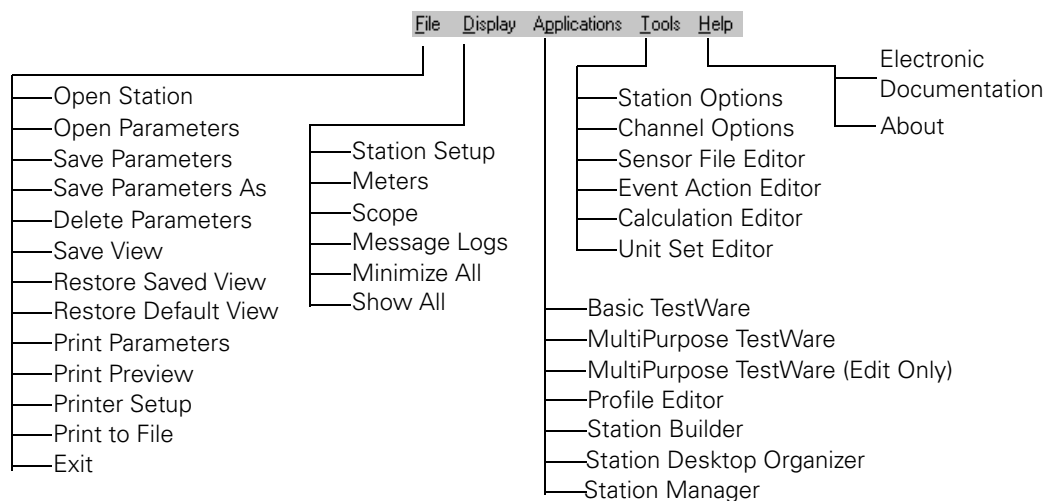 File Display Applications Tools Help
Open Station
Open Parameters
Save Parameters
Save Parameters As
Delete Parameters
Save View
Restore Saved View
Restore Default View
Print Parameters
Print Preview
Printer Setup
Print to File
Exit
Station Setup
Meters
Scope
Message Logs
Minimize All
Show All
Basic TestWare
MultiPurpose TestWare
MultiPurpose TestWare (Edit Only)
Profile Editor
Station Builder
Station Desktop Organizer
Station Manager
Station Options
Channel Options
Sensor File Editor
Event Action Editor
Calculation Editor
Unit Set Editor
Electronic
Documentation
About